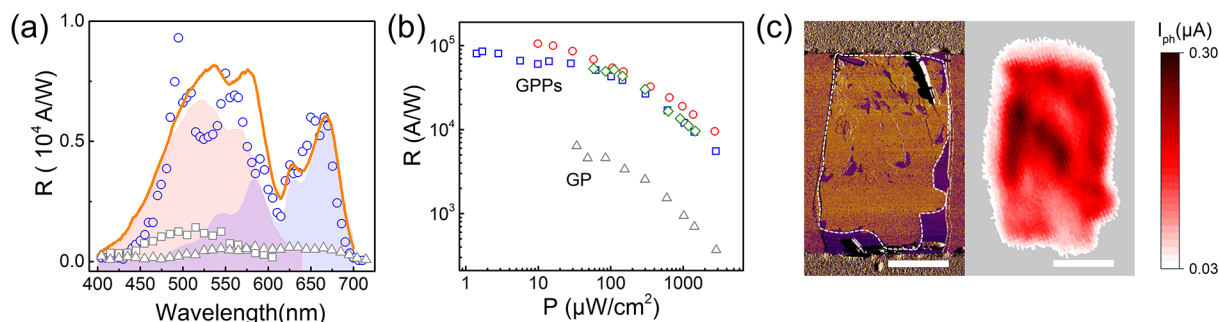 (a)
1.0
0.5
0.0
R (10⁴ A/W)
400 450 500 550 600 650 700
Wavelength(nm)
(b)
10⁵
10⁴
10³
R (A/W)
GPPs
GP
1 10 100 1000
P (μW/cm²)
(c)
Iₚₕ(μA)
0.30
0.03